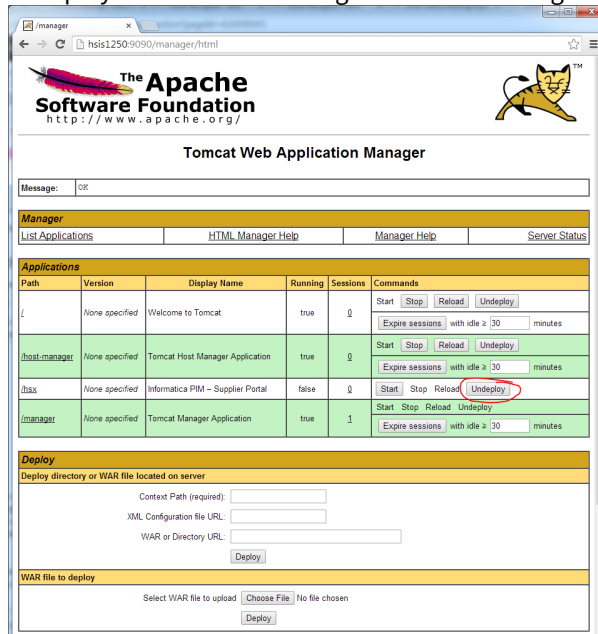 /manager
hsis1250:9090/manager/html
The Apache
Software Foundation
http://www.apache.org/
TM
Tomcat Web Application Manager
Message: OK
Manager
List Applications HTML Manager Help Manager Help Server Status
Applications
Path Version Display Name Running Sessions Commands
/ None specified Welcome to Tomcat true 0 Start Stop Reload Undeploy
Expire sessions with idle ≥ 30 minutes
/host-manager None specified Tomcat Host Manager Application true 0 Start Stop Reload Undeploy
Expire sessions with idle ≥ 30 minutes
/hsx None specified Informatica PIM – Supplier Portal false 0 Start Stop Reload Undeploy
/manager None specified Tomcat Manager Application true 1 Start Stop Reload Undeploy
Expire sessions with idle ≥ 30 minutes
Deploy
Deploy directory or WAR file located on server
Context Path (required):
XML Configuration file URL:
WAR or Directory URL:
Deploy
WAR file to deploy
Select WAR file to upload Choose File No file chosen
Deploy